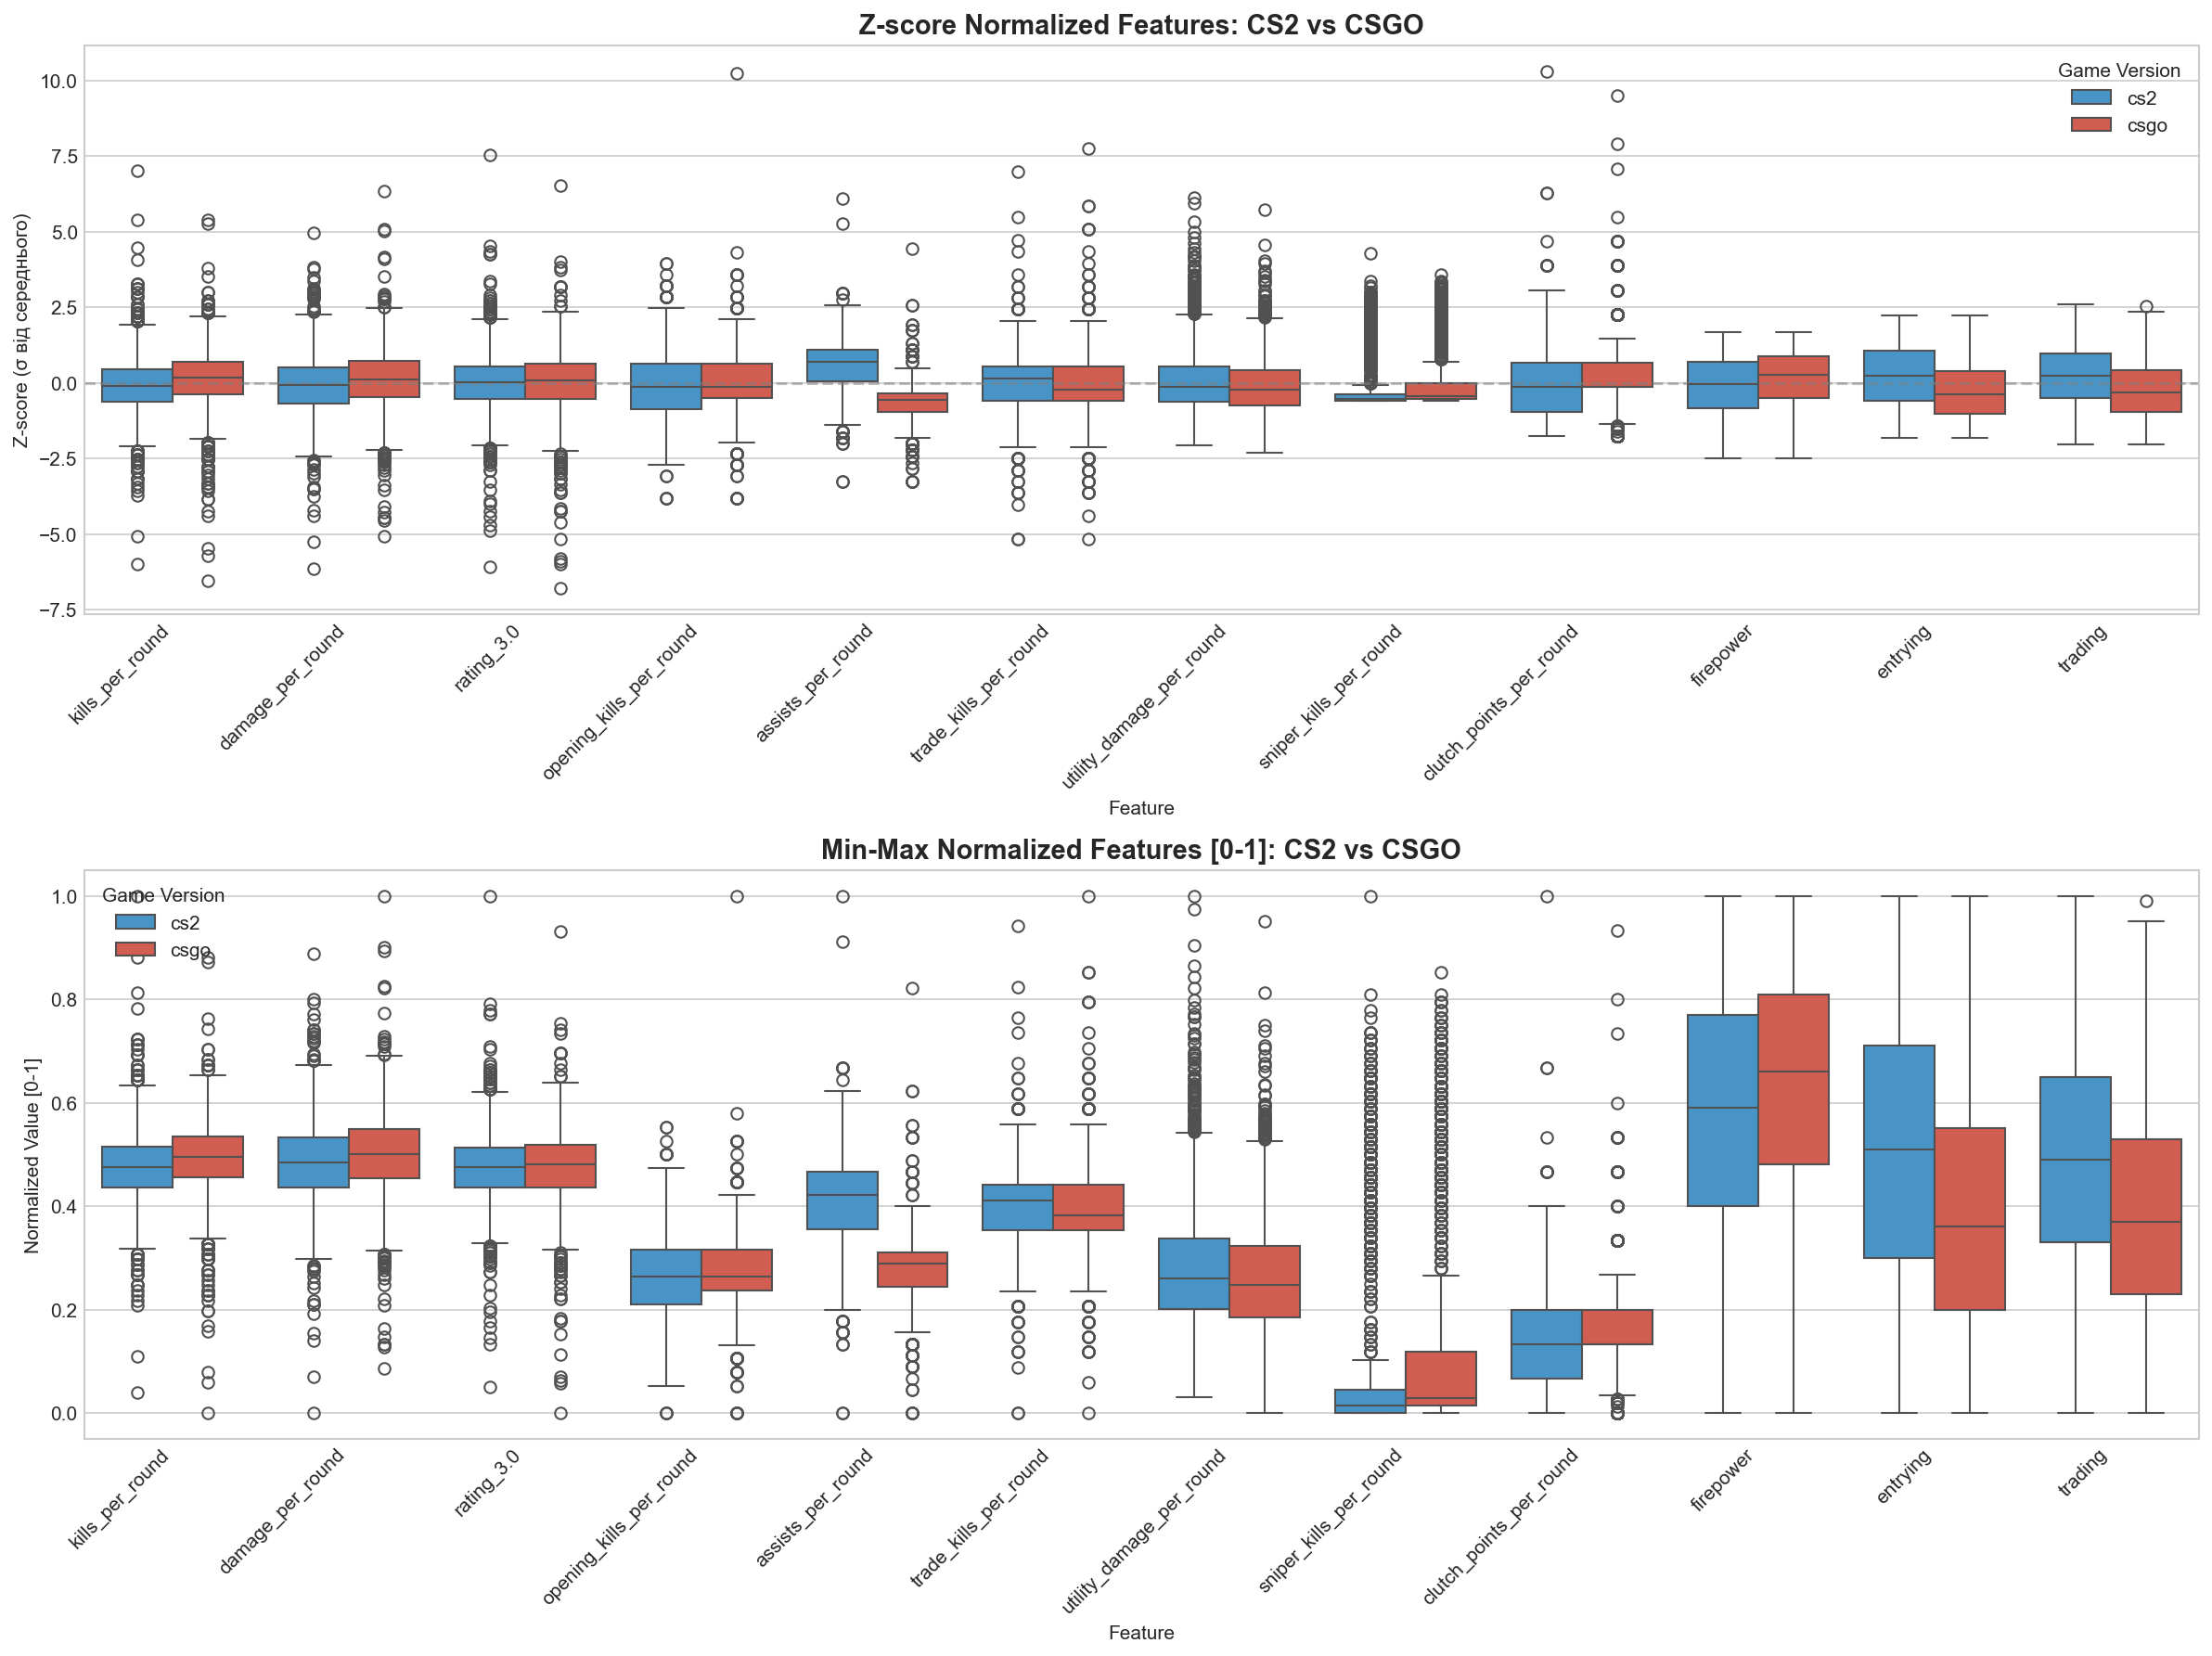 Z-score Normalized Features: CS2 vs CSGO
Z-score (σ від середнього)
10.0
7.5
5.0
2.5
0.0
−2.5
−5.0
−7.5
Game Version
cs2
csgo
kills_per_round
damage_per_round
rating_3.0
opening_kills_per_round
assists_per_round
trade_kills_per_round
utility_damage_per_round
sniper_kills_per_round
clutch_points_per_round
firepower
entrying
trading
Feature
Min-Max Normalized Features [0-1]: CS2 vs CSGO
Normalized Value [0-1]
1.0
0.8
0.6
0.4
0.2
0.0
Game Version
cs2
csgo
kills_per_round
damage_per_round
rating_3.0
opening_kills_per_round
assists_per_round
trade_kills_per_round
utility_damage_per_round
sniper_kills_per_round
clutch_points_per_round
firepower
entrying
trading
Feature